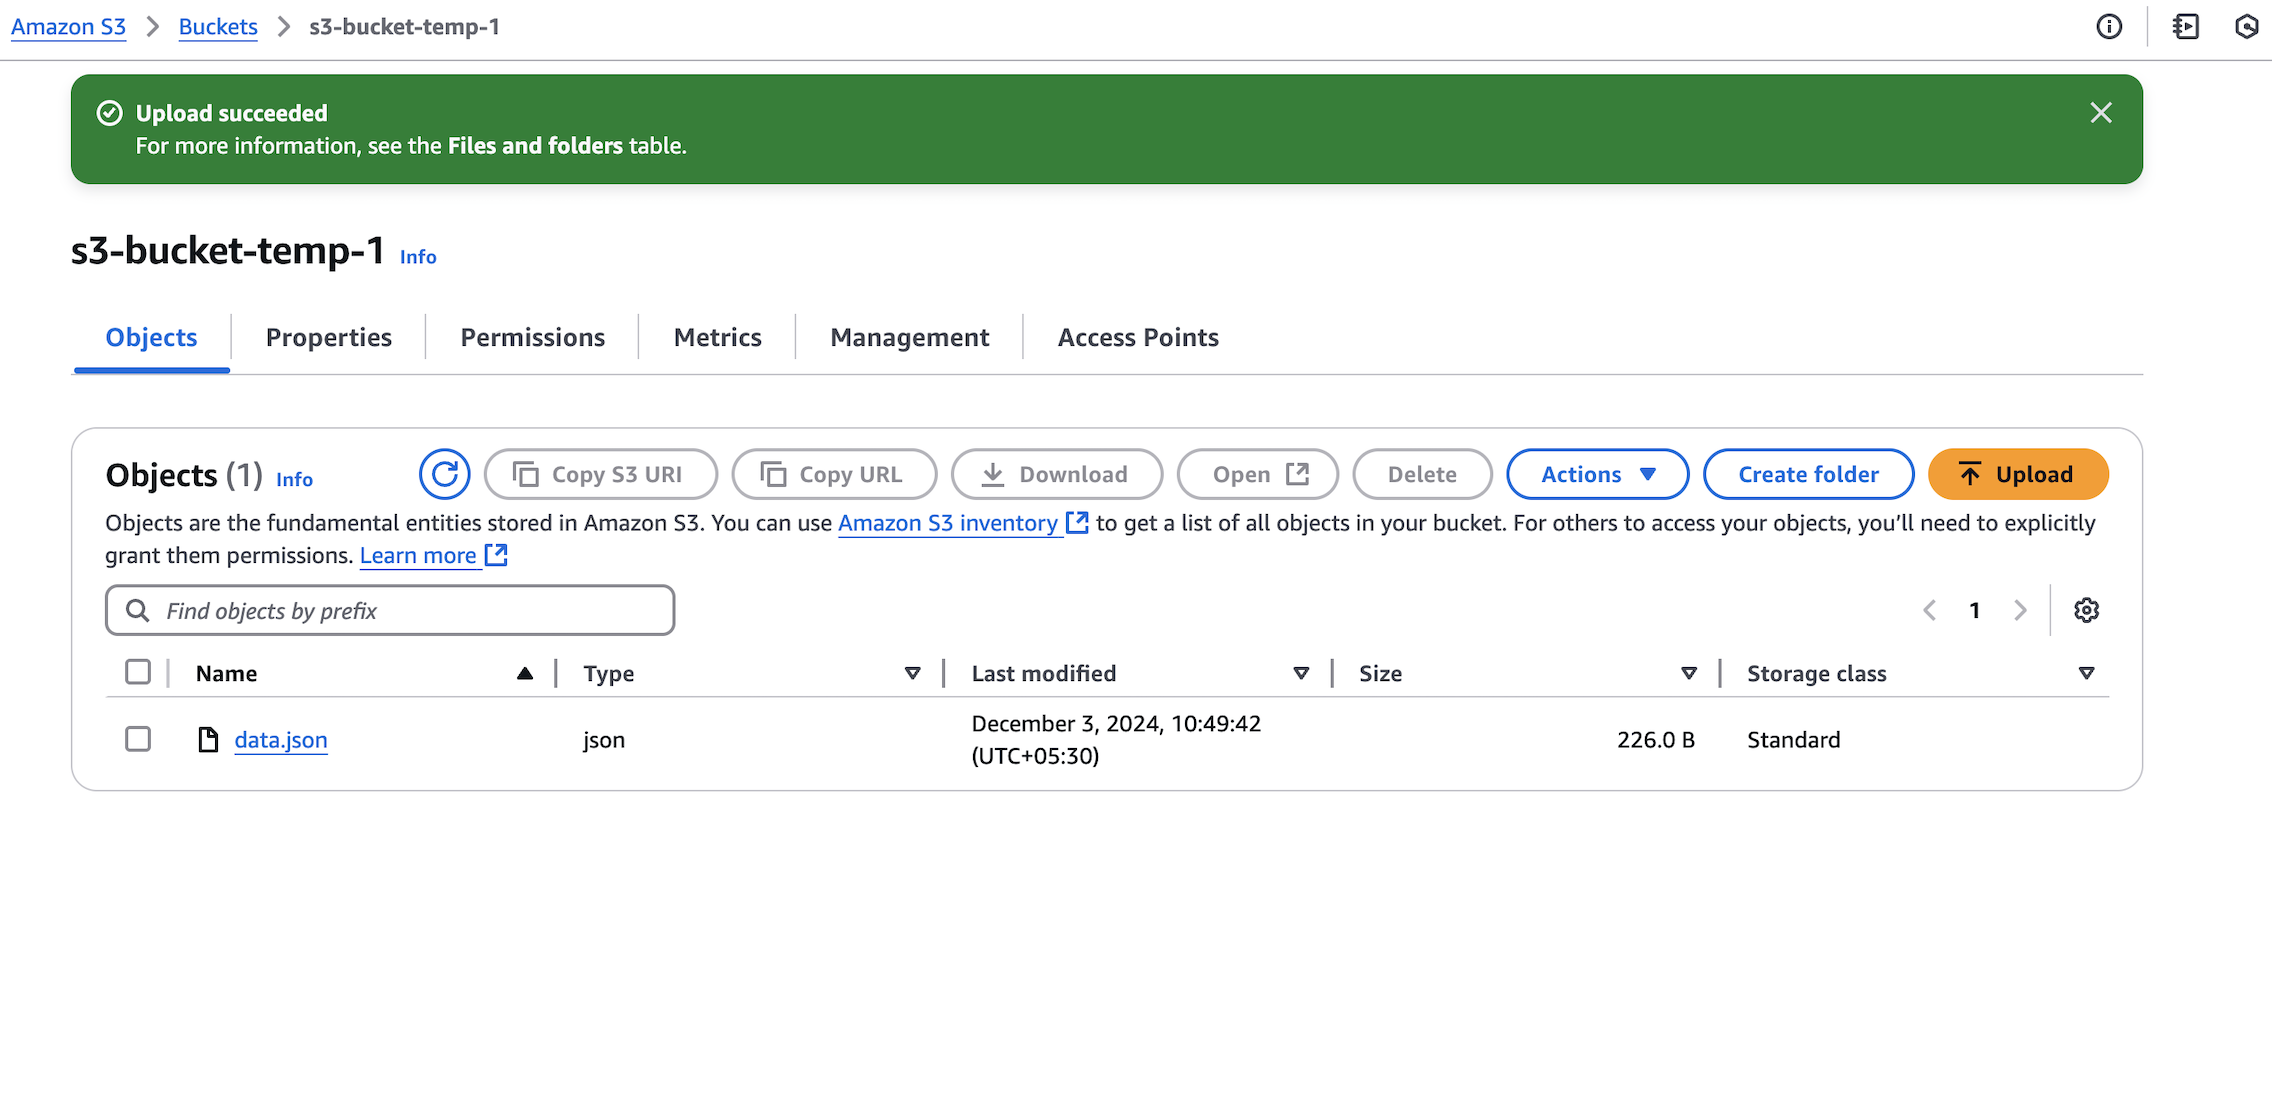 Amazon S3 > Buckets > s3-bucket-temp-1
Upload succeeded
For more information, see the Files and folders table.
s3-bucket-temp-1 Info
Objects Properties Permissions Metrics Management Access Points
Objects (1) Info Copy S3 URI Copy URL Download Open Delete Actions Create folder Upload
Objects are the fundamental entities stored in Amazon S3. You can use Amazon S3 inventory to get a list of all objects in your bucket. For others to access your objects, you’ll need to explicitly
grant them permissions. Learn more
Find objects by prefix 1
Name Type Last modified Size Storage class
data.json json December 3, 2024, 10:49:42 226.0 B Standard
(UTC+05:30)